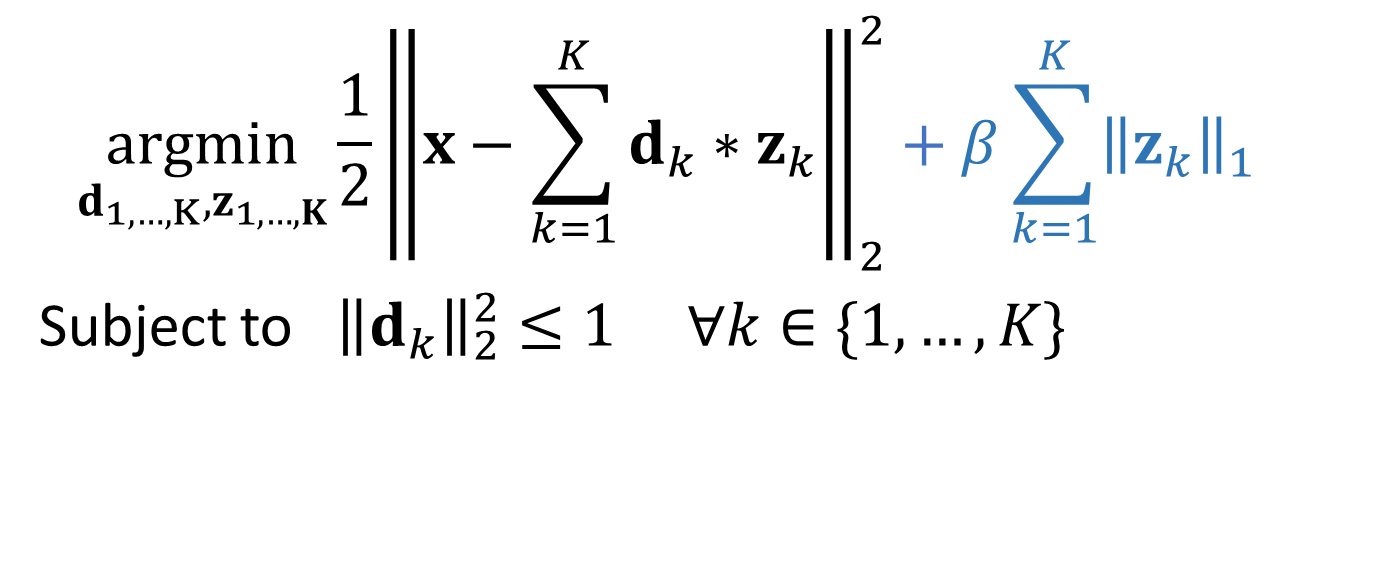 argmin_{𝐝_{1,…,K},𝐳_{1,…,𝐊}} \frac{1}{2} ‖𝐱 − ∑_{k=1}^{K} 𝐝_k ∗ 𝐳_k‖_2^2 + β ∑_{k=1}^{K} ‖𝐳_k‖_1
Subject to ‖𝐝_k‖_2^2 ≤ 1 ∀k ∈ {1, … , K}